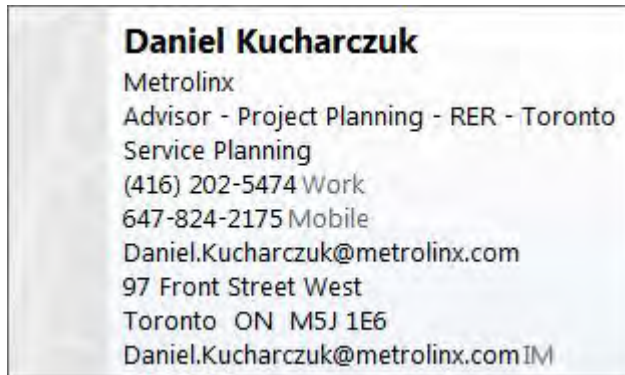 Daniel Kucharczuk
Metrolinx
Advisor - Project Planning - RER - Toronto
Service Planning
(416) 202-5474 Work
647-824-2175 Mobile
Daniel.Kucharczuk@metrolinx.com
97 Front Street West
Toronto ON M5J 1E6
Daniel.Kucharczuk@metrolinx.com IM